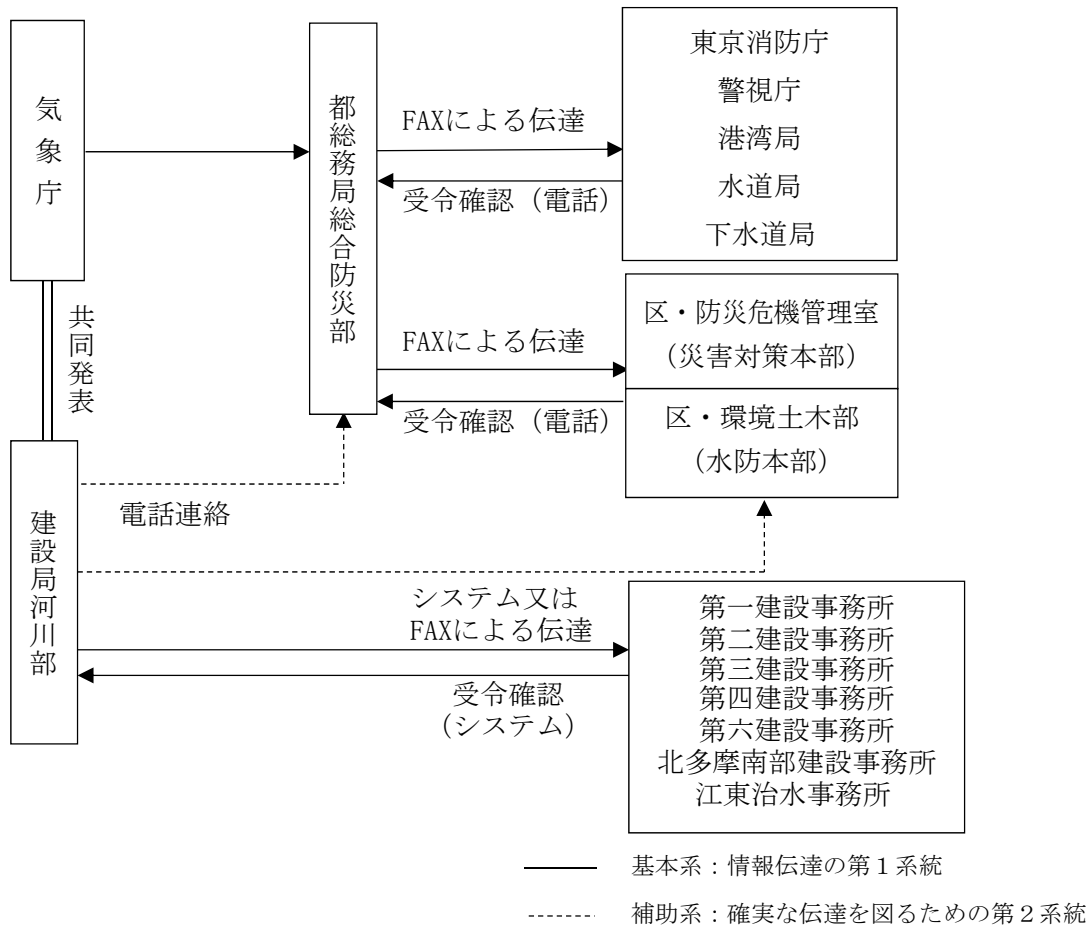 気象庁
共同発表
建設局河川部
都総務局総合防災部
FAXによる伝達
受令確認（電話）
東京消防庁
警視庁
港湾局
水道局
下水道局
FAXによる伝達
受令確認（電話）
区・防災危機管理室
（災害対策本部）
区・環境土木部
（水防本部）
電話連絡
システム又は
FAXによる伝達
受令確認
（システム）
第一建設事務所
第二建設事務所
第三建設事務所
第四建設事務所
第六建設事務所
北多摩南部建設事務所
江東治水事務所
基本系：情報伝達の第１系統
補助系：確実な伝達を図るための第２系統